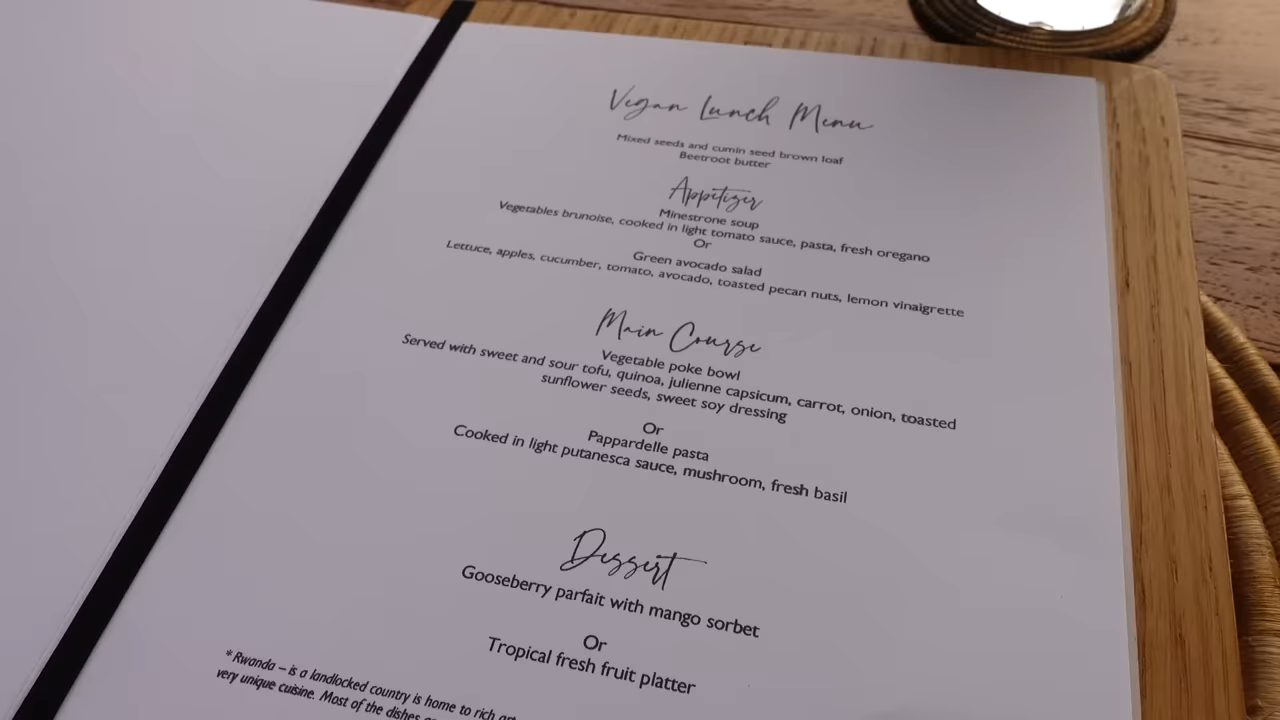 Vegan Lunch Menu
Mixed seeds and cumin seed brown loaf
Beetroot butter
Appetizer
Minestrone soup
Vegetables brunoise, cooked in light tomato sauce, pasta, fresh oregano
Or
Green avocado salad
Lettuce, apples, cucumber, tomato, avocado, toasted pecan nuts, lemon vinaigrette
Main Course
Vegetable poke bowl
Served with sweet and sour tofu, quinoa, julienne capsicum, carrot, onion, toasted
sunflower seeds, sweet soy dressing
Or
Pappardelle pasta
Cooked in light putanesca sauce, mushroom, fresh basil
Dessert
Gooseberry parfait with mango sorbet
Or
Tropical fresh fruit platter
* Rwanda – is a landlocked country is home to rich
very unique cuisine. Most of the dishes